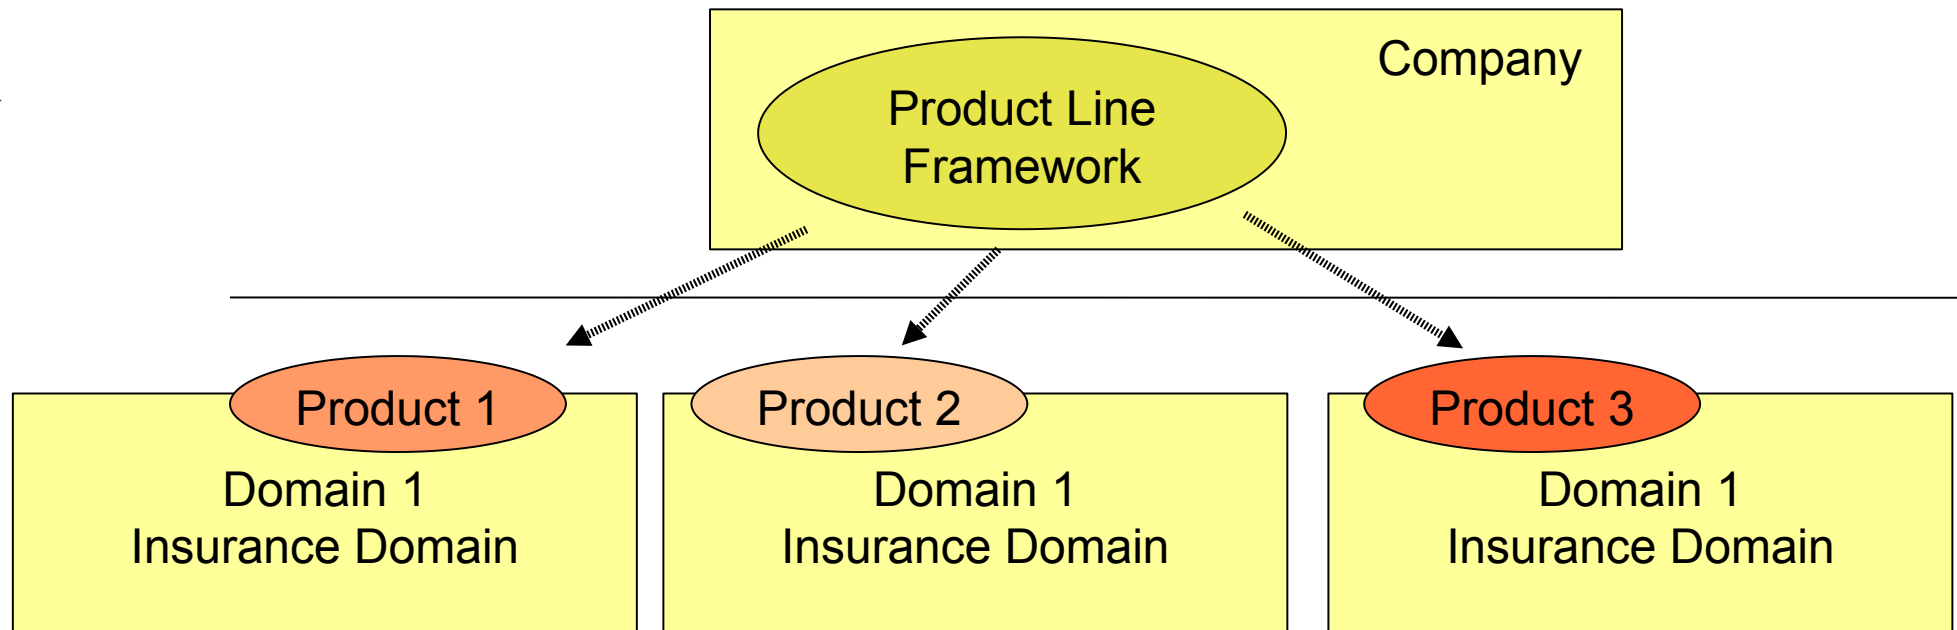 Company
Product Line
Framework
Product 1
Product 2
Product 3
Domain 1
Insurance Domain
Domain 1
Insurance Domain
Domain 1
Insurance Domain